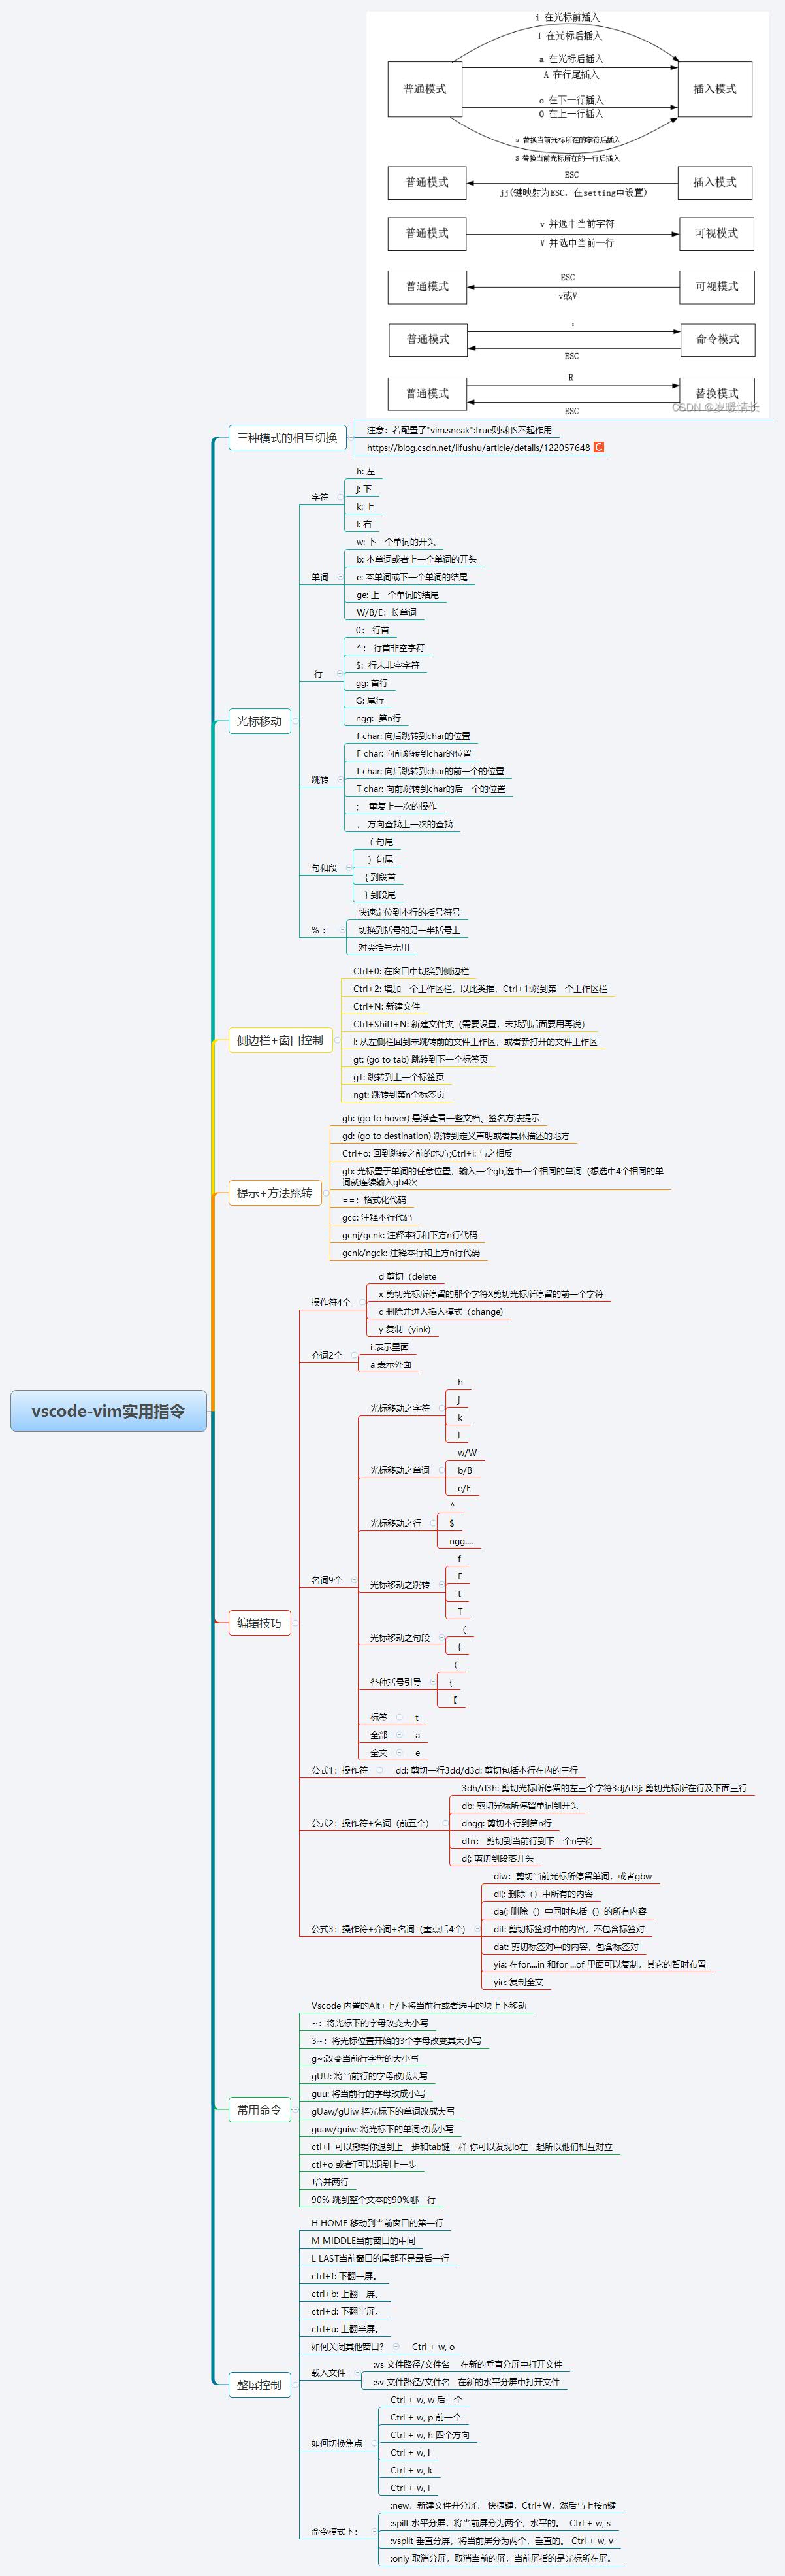 i 在光标前插入
I 在光标后插入
a 在光标后插入
A 在行尾插入
o 在下一行插入
O 在上一行插入
s 替换当前光标所在的字符后插入
S 替换当前光标所在的一行后插入
普通模式
插入模式
ESC
jj(键映射为ESC, 在setting中设置)
普通模式
插入模式
v 并选中当前字符
V 并选中当前一行
普通模式
可视模式
ESC
v或V
普通模式
可视模式
:
ESC
普通模式
命令模式
R
ESC
普通模式
替换模式
CSDN @岁暖情长
三种模式的相互切换
注意：若配置了"vim.sneak":true则s和S不起作用
https://blog.csdn.net/lifushu/article/details/122057648
C
光标移动
字符
h: 左
j: 下
k: 上
l: 右
单词
w: 下一个单词的开头
b: 本单词或者上一个单词的开头
e: 本单词或下一个单词的结尾
ge: 上一个单词的结尾
W/B/E：长单词
行
0： 行首
^： 行首非空字符
$: 行末非空字符
gg: 首行
G: 尾行
ngg: 第n行
跳转
f char: 向后跳转到char的位置
F char: 向前跳转到char的位置
t char: 向后跳转到char的前一个的位置
T char: 向前跳转到char的后一个的位置
； 重复上一次的操作
， 方向查找上一次的查找
句和段
（ 句尾
） 句尾
{ 到段首
} 到段尾
%：
快速定位到本行的括号符号
切换到括号的另一半括号上
对尖括号无用
侧边栏+窗口控制
Ctrl+0: 在窗口中切换到侧边栏
Ctrl+2: 增加一个工作区栏，以此类推，Ctrl+1:跳到第一个工作区栏
Ctrl+N: 新建文件
Ctrl+Shift+N: 新建文件夹（需要设置，未找到后面要用再说）
l: 从左侧栏回到未跳转前的文件工作区，或者新打开的文件工作区
gt: (go to tab) 跳转到下一个标签页
gT: 跳转到上一个标签页
ngt: 跳转到第n个标签页
提示+方法跳转
gh: (go to hover) 悬浮查看一些文档、签名方法提示
gd: (go to destination) 跳转到定义声明或者具体描述的地方
Ctrl+o: 回到跳转之前的地方;Ctrl+i: 与之相反
gb: 光标置于单词的任意位置，输入一个gb,选中一个相同的单词（想选中4个相同的单
词就连续输入gb4次
==：格式化代码
gcc: 注释本行代码
gcnj/gcnk: 注释本行和下方n行代码
gcnk/ngck: 注释本行和上方n行代码
vscode-vim实用指令
编辑技巧
操作符4个
d 剪切（delete
x 剪切光标所停留的那个字符X剪切光标所停留的前一个字符
c 删除并进入插入模式（change）
y 复制（yink）
介词2个
i 表示里面
a 表示外面
名词9个
光标移动之字符
h
j
k
l
光标移动之单词
w/W
b/B
e/E
光标移动之行
^
$
ngg....
光标移动之跳转
f
F
t
T
光标移动之句段
（
{
各种括号引导
（
{
【
标签
t
全部
a
全文
e
公式1：操作符
dd: 剪切一行3dd/d3d: 剪切包括本行在内的三行
公式2：操作符+名词（前五个）
3dh/d3h: 剪切光标所停留的左三个字符3dj/d3j: 剪切光标所在行及下面三行
db: 剪切光标所停留单词到开头
dngg: 剪切本行到第n行
dfn： 剪切到当前行到下一个n字符
d{: 剪切到段落开头
公式3：操作符+介词+名词（重点后4个）
diw：剪切当前光标所停留单词，或者gbw
di(: 删除（）中所有的内容
da(: 删除（）中同时包括（）的所有内容
dit: 剪切标签对中的内容，不包含标签对
dat: 剪切标签对中的内容，包含标签对
yia: 在for....in 和for ...of 里面可以复制，其它的暂时布置
yie: 复制全文
常用命令
Vscode 内置的Alt+上/下将当前行或者选中的块上下移动
~：将光标下的字母改变大小写
3~：将光标位置开始的3个字母改变其大小写
g~:改变当前行字母的大小写
gUU: 将当前行的字母改成大写
guu: 将当前行的字母改成小写
gUaw/gUiw 将光标下的单词改成大写
guaw/guiw: 将光标下的单词改成小写
ctl+i 可以撤销你退到上一步和tab键一样 你可以发现io在一起所以他们相互对立
ctl+o 或者T可以退到上一步
J合并两行
90% 跳到整个文本的90%哪一行
整屏控制
H HOME 移动到当前窗口的第一行
M MIDDLE当前窗口的中间
L LAST当前窗口的尾部不是最后一行
ctrl+f: 下翻一屏。
ctrl+b: 上翻一屏。
ctrl+d: 下翻半屏。
ctrl+u: 上翻半屏。
如何关闭其他窗口?
Ctrl + w, o
载入文件
:vs 文件路径/文件名 在新的垂直分屏中打开文件
:sv 文件路径/文件名 在新的水平分屏中打开文件
如何切换焦点
Ctrl + w, w 后一个
Ctrl + w, p 前一个
Ctrl + w, h 四个方向
Ctrl + w, i
Ctrl + w, k
Ctrl + w, l
命令模式下：
:new，新建文件并分屏， 快捷键，Ctrl+W，然后马上按n键
:spilt 水平分屏，将当前屏分为两个，水平的。 Ctrl + w, s
:vsplit 垂直分屏，将当前屏分为两个，垂直的。 Ctrl + w, v
:only 取消分屏，取消当前的屏，当前屏指的是光标所在屏。